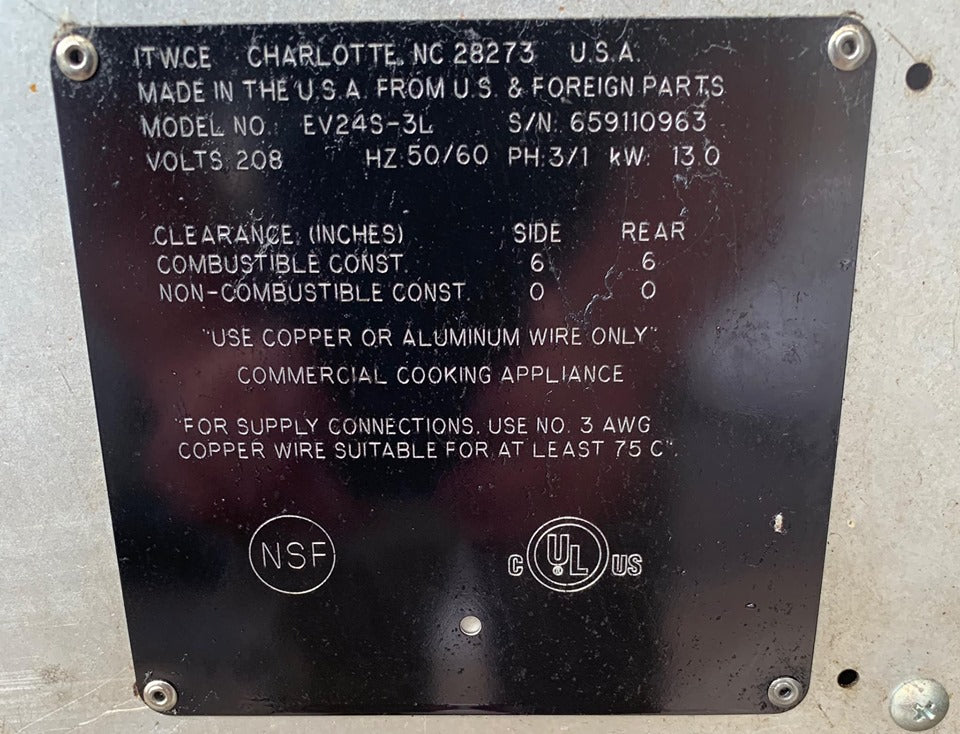 ITWCE CHARLOTTE, NC 28273 U.S.A.
MADE IN THE U.S.A. FROM U.S. & FOREIGN PARTS
MODEL NO.: EV24S-3L S/N: 659110963
VOLTS: 208 HZ: 50/60 PH: 3/1 kW: 13.0
CLEARANCE: (INCHES) SIDE REAR
COMBUSTIBLE CONST. 6 6
NON-COMBUSTIBLE CONST. 0 0
"USE COPPER OR ALUMINUM WIRE ONLY"
COMMERCIAL COOKING APPLIANCE
"FOR SUPPLY CONNECTIONS, USE NO. 3 AWG
COPPER WIRE SUITABLE FOR AT LEAST 75 C".
NSF C UL ® US